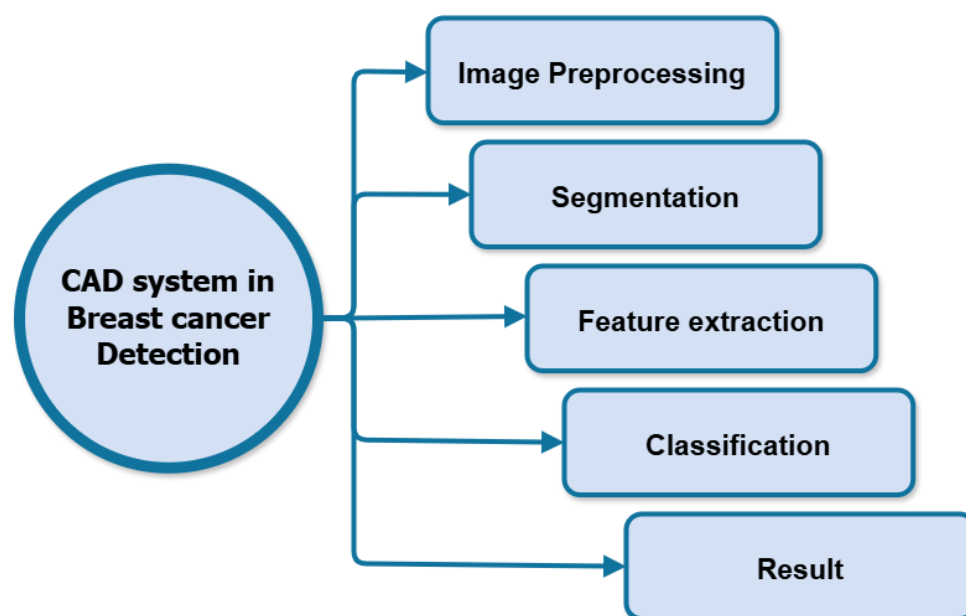 Image Preprocessing
Segmentation
CAD system in
Breast cancer
Detection
Feature extraction
Classification
Result